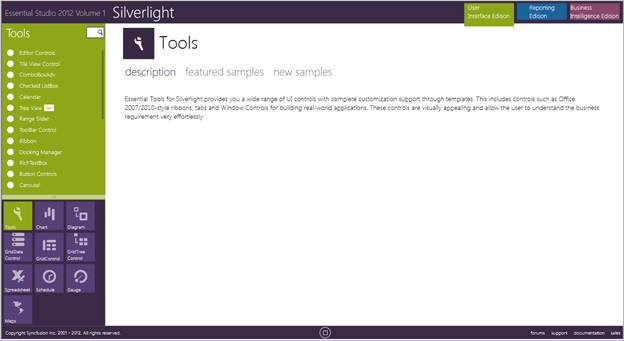 Essential Studio 2012 Volume 1 Silverlight
User
Interface Edison
Reporting
Edison
Business
Intelligence Edison
Tools
Editor Controls
Tile View Control
ComboBoxAdv
Checked ListBox
Calendar
Tree View
Range Slider
ToolBar Control
Ribbon
Docking Manager
RichTextBox
Button Controls
Carousel
Tools
Chart
Diagram
GridData
Control
GridControl
GridTree
Control
Spreadsheet
Schedule
Gauge
Maps
Tools
description featured samples new samples
Essential Tools for Silverlight provides you a wide range of UI controls with complete customization support through templates. This includes controls such as Office
2007/2010-style ribbons, tabs and Window Controls for building real-world applications. These controls are visually appealing and allow the user to understand the business
requirement very effortlessly.
Copyright Syncfusion Inc. 2001 - 2012. All rights reserved.
forums support documentation sales